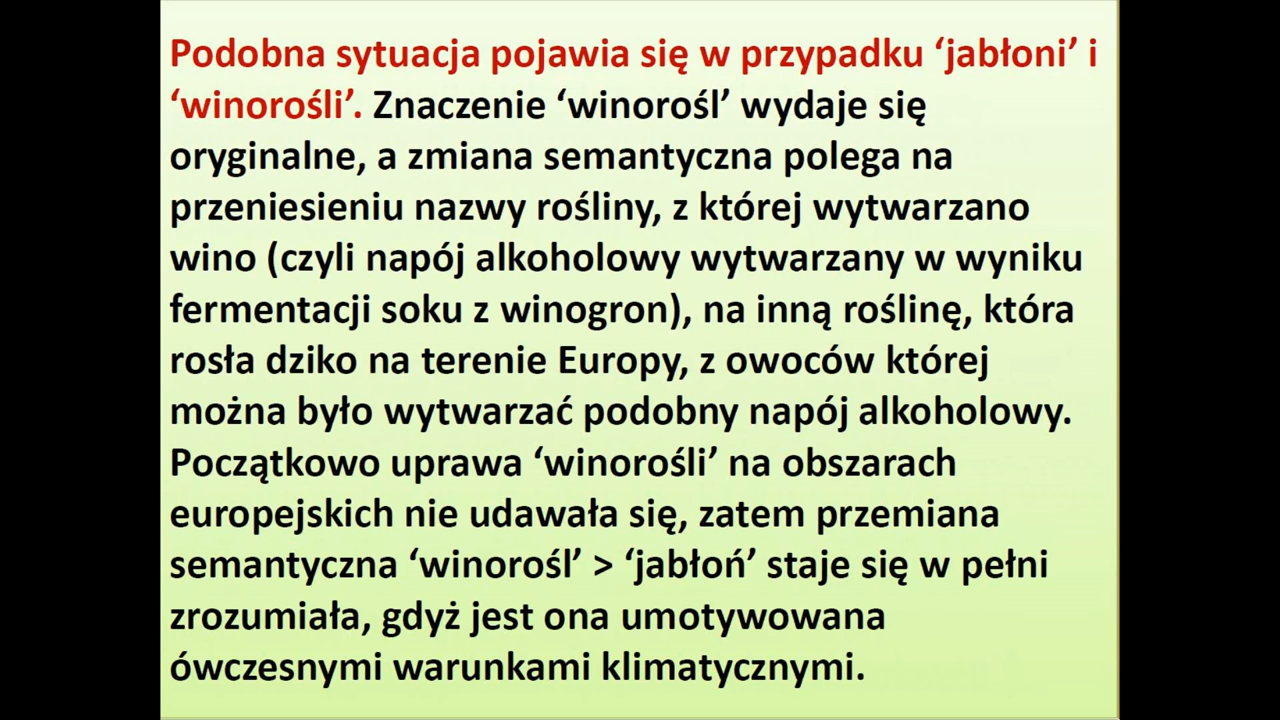 Podobna sytuacja pojawia się w przypadku ‘jabłoni’ i
‘winorośli’. Znaczenie ‘winorośl’ wydaje się
oryginalne, a zmiana semantyczna polega na
przeniesieniu nazwy rośliny, z której wytwarzano
wino (czyli napój alkoholowy wytwarzany w wyniku
fermentacji soku z winogron), na inną roślinę, która
rosła dziko na terenie Europy, z owoców której
można było wytwarzać podobny napój alkoholowy.
Początkowo uprawa ‘winorośli’ na obszarach
europejskich nie udawała się, zatem przemiana
semantyczna ‘winorośl’ > ‘jabłoń’ staje się w pełni
zrozumiała, gdyż jest ona umotywowana
ówczesnymi warunkami klimatycznymi.